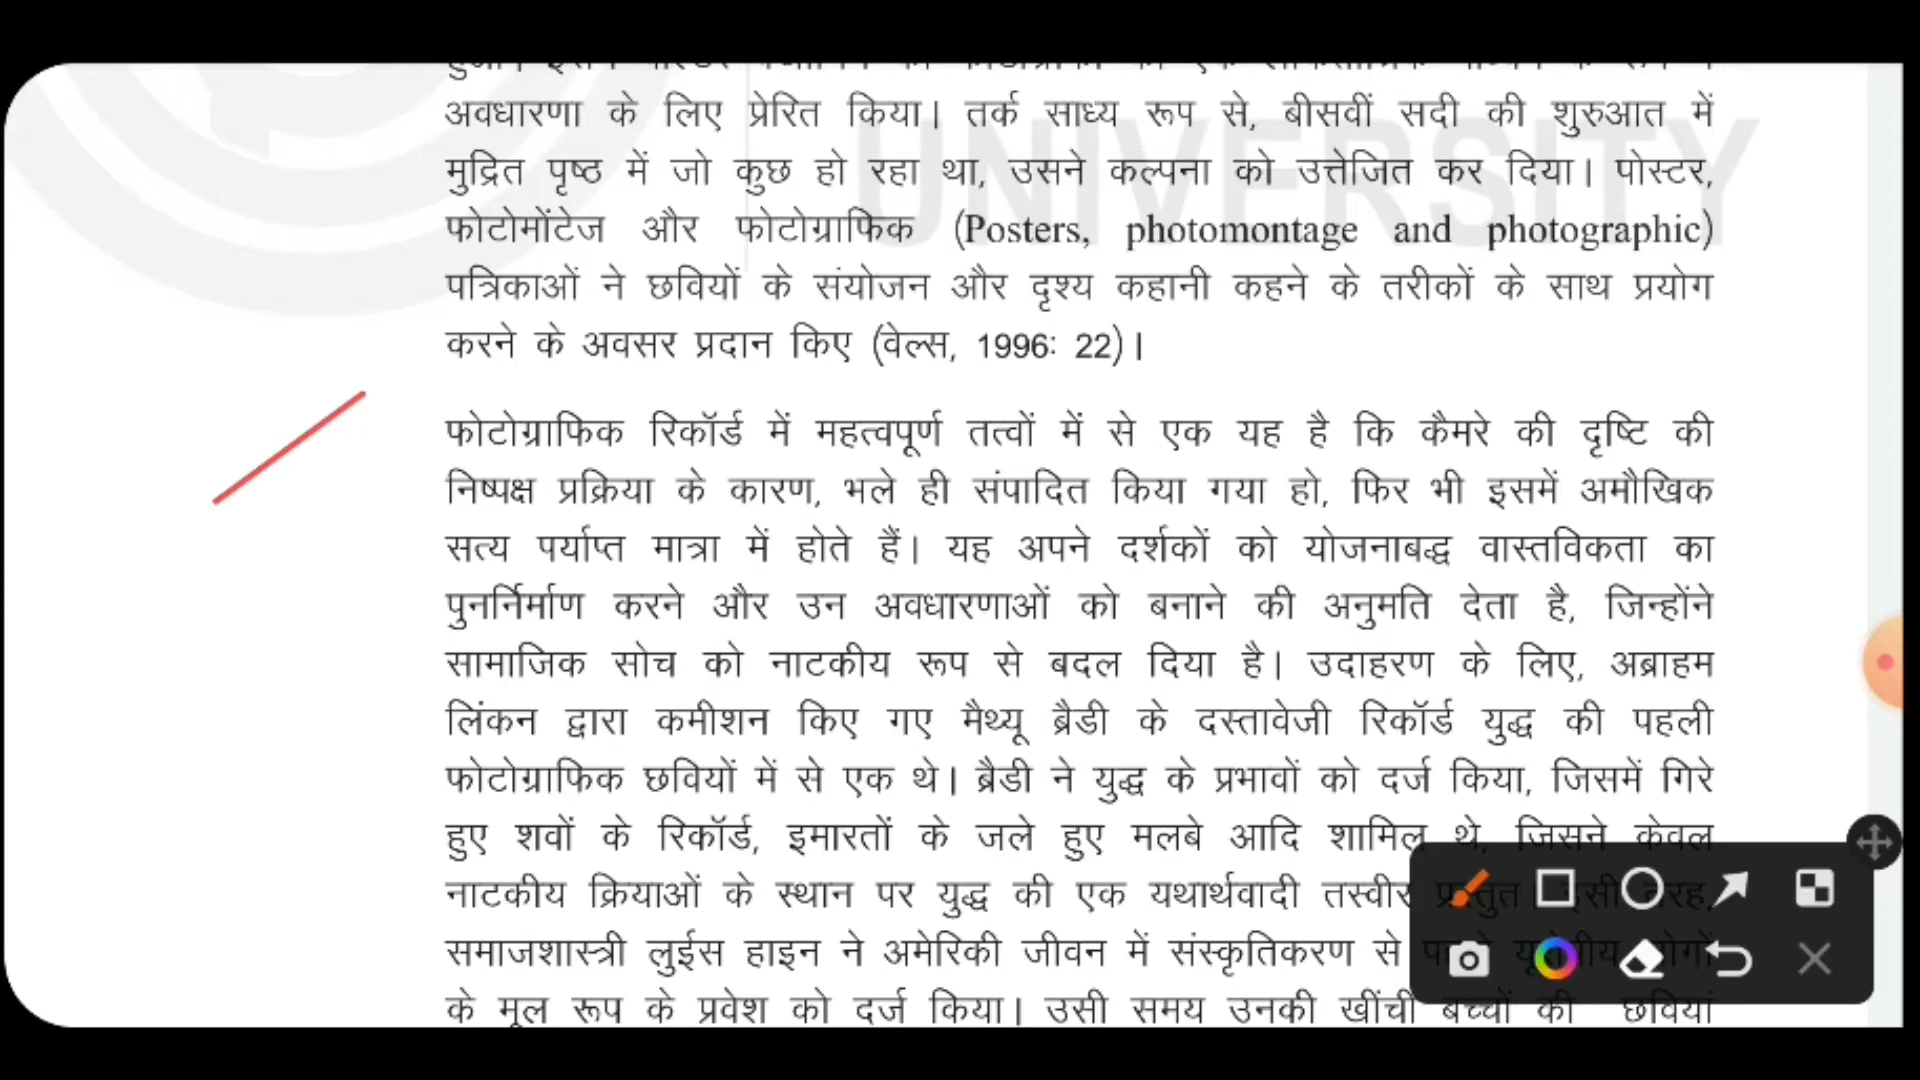 UNIVERSITY
अवधारणा के लिए प्रेरित किया। तर्क साध्य रूप से, बीसवीं सदी की शुरुआत में
मुद्रित पृष्ठ में जो कुछ हो रहा था, उसने कल्पना को उत्तेजित कर दिया। पोस्टर,
फोटोमोंटेज और फोटोग्राफिक (Posters, photomontage and photographic)
पत्रिकाओं ने छवियों के संयोजन और दृश्य कहानी कहने के तरीकों के साथ प्रयोग
करने के अवसर प्रदान किए (वेल्स, 1996: 22)।
फोटोग्राफिक रिकॉर्ड में महत्वपूर्ण तत्वों में से एक यह है कि कैमरे की दृष्टि की
निष्पक्ष प्रक्रिया के कारण, भले ही संपादित किया गया हो, फिर भी इसमें अमौखिक
सत्य पर्याप्त मात्रा में होते हैं। यह अपने दर्शकों को योजनाबद्ध वास्तविकता का
पुनर्निर्माण करने और उन अवधारणाओं को बनाने की अनुमति देता है, जिन्होंने
सामाजिक सोच को नाटकीय रूप से बदल दिया है। उदाहरण के लिए, अब्राहम
लिंकन द्वारा कमीशन किए गए मैथ्यू ब्रैडी के दस्तावेजी रिकॉर्ड युद्ध की पहली
फोटोग्राफिक छवियों में से एक थे। ब्रैडी ने युद्ध के प्रभावों को दर्ज किया, जिसमें गिरे
हुए शवों के रिकॉर्ड, इमारतों के जले हुए मलबे आदि शामिल थे, जिसने केवल
नाटकीय क्रियाओं के स्थान पर युद्ध की एक यथार्थवादी तस्वीर
समाजशास्त्री लुईस हाइन ने अमेरिकी जीवन में संस्कृतिकरण से
के मूल रूप के प्रवेश को दर्ज किया। उसी समय उनकी खींची बच्चों की छवियां